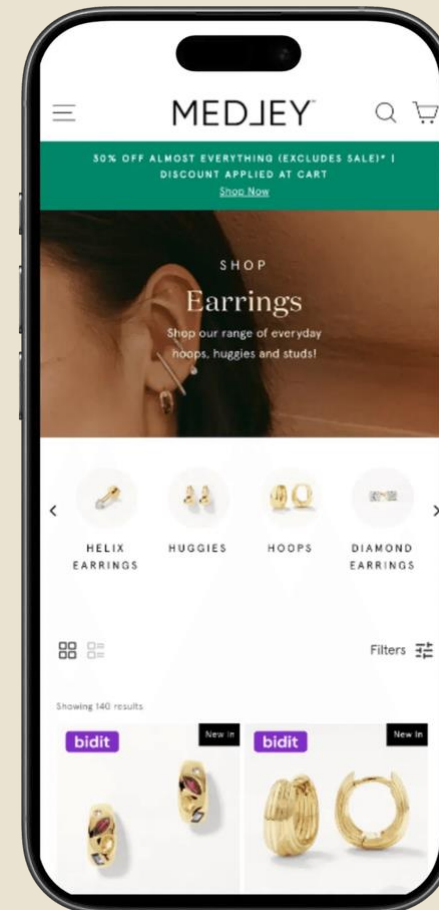 MEDLEY
30% OFF ALMOST EVERYTHING (EXCLUDES SALE)* |
DISCOUNT APPLIED AT CART
Shop Now
SHOP
Earrings
Shop our range of everyday
hoops, huggies and studs!
HELIX
EARRINGS
HUGGIES
HOOPS
DIAMOND
EARRINGS
Filters
Showing 140 results
bidit
New In
bidit
New In